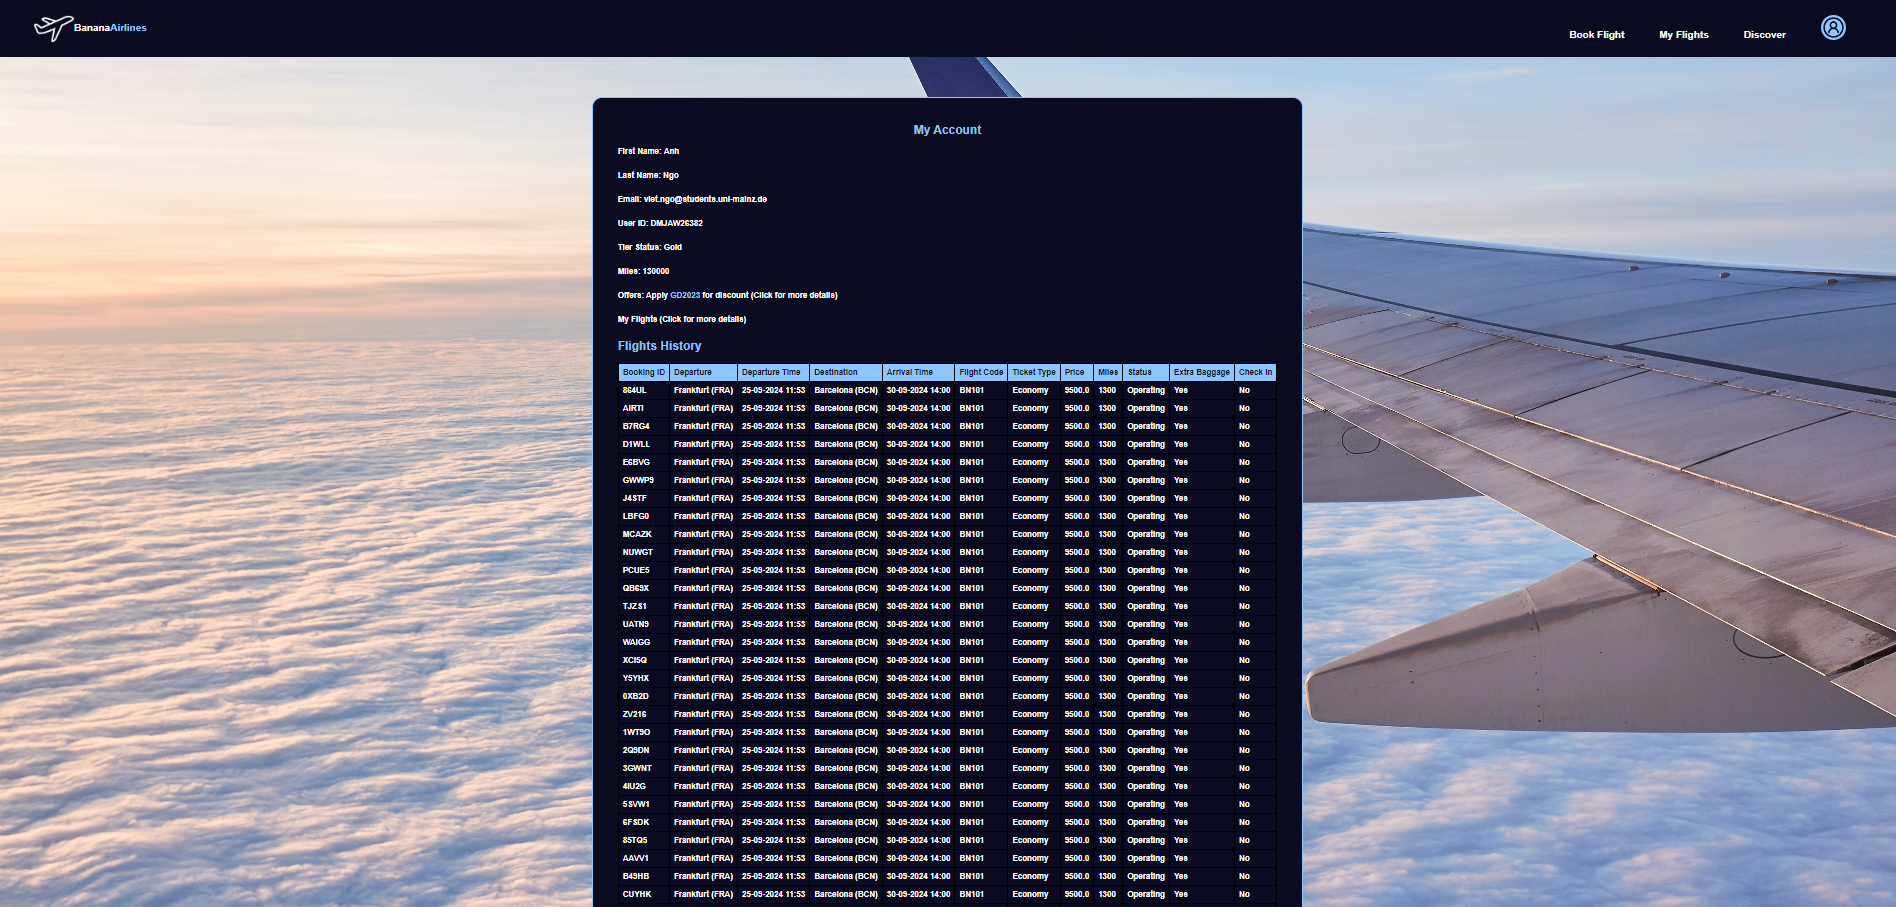 BananaAirlines
Book Flight My Flights Discover
My Account
First Name: Anh
Last Name: Ngo
Email: viet.ngo@students.uni-mainz.de
User ID: DMJAW26382
Tier Status: Gold
Miles: 130000
Offers: Apply GD2023 for discount (Click for more details)
My Flights (Click for more details)
Flights History
Booking ID Departure Departure Time Destination Arrival Time Flight Code Ticket Type Price Miles Status Extra Baggage Check In
864UL Frankfurt (FRA) 25-09-2024 11:53 Barcelona (BCN) 30-09-2024 14:00 BN101 Economy 9500.0 1300 Operating Yes No
AIRTI Frankfurt (FRA) 25-09-2024 11:53 Barcelona (BCN) 30-09-2024 14:00 BN101 Economy 9500.0 1300 Operating Yes No
B7RG4 Frankfurt (FRA) 25-09-2024 11:53 Barcelona (BCN) 30-09-2024 14:00 BN101 Economy 9500.0 1300 Operating Yes No
D1WLL Frankfurt (FRA) 25-09-2024 11:53 Barcelona (BCN) 30-09-2024 14:00 BN101 Economy 9500.0 1300 Operating Yes No
E6BVG Frankfurt (FRA) 25-09-2024 11:53 Barcelona (BCN) 30-09-2024 14:00 BN101 Economy 9500.0 1300 Operating Yes No
GWWP9 Frankfurt (FRA) 25-09-2024 11:53 Barcelona (BCN) 30-09-2024 14:00 BN101 Economy 9500.0 1300 Operating Yes No
J4STF Frankfurt (FRA) 25-09-2024 11:53 Barcelona (BCN) 30-09-2024 14:00 BN101 Economy 9500.0 1300 Operating Yes No
LBFG0 Frankfurt (FRA) 25-09-2024 11:53 Barcelona (BCN) 30-09-2024 14:00 BN101 Economy 9500.0 1300 Operating Yes No
MCAZK Frankfurt (FRA) 25-09-2024 11:53 Barcelona (BCN) 30-09-2024 14:00 BN101 Economy 9500.0 1300 Operating Yes No
NUWGT Frankfurt (FRA) 25-09-2024 11:53 Barcelona (BCN) 30-09-2024 14:00 BN101 Economy 9500.0 1300 Operating Yes No
PCUE5 Frankfurt (FRA) 25-09-2024 11:53 Barcelona (BCN) 30-09-2024 14:00 BN101 Economy 9500.0 1300 Operating Yes No
QB69X Frankfurt (FRA) 25-09-2024 11:53 Barcelona (BCN) 30-09-2024 14:00 BN101 Economy 9500.0 1300 Operating Yes No
TJZS1 Frankfurt (FRA) 25-09-2024 11:53 Barcelona (BCN) 30-09-2024 14:00 BN101 Economy 9500.0 1300 Operating Yes No
UATN9 Frankfurt (FRA) 25-09-2024 11:53 Barcelona (BCN) 30-09-2024 14:00 BN101 Economy 9500.0 1300 Operating Yes No
WAIGG Frankfurt (FRA) 25-09-2024 11:53 Barcelona (BCN) 30-09-2024 14:00 BN101 Economy 9500.0 1300 Operating Yes No
XCI5Q Frankfurt (FRA) 25-09-2024 11:53 Barcelona (BCN) 30-09-2024 14:00 BN101 Economy 9500.0 1300 Operating Yes No
Y5YHX Frankfurt (FRA) 25-09-2024 11:53 Barcelona (BCN) 30-09-2024 14:00 BN101 Economy 9500.0 1300 Operating Yes No
0XB2D Frankfurt (FRA) 25-09-2024 11:53 Barcelona (BCN) 30-09-2024 14:00 BN101 Economy 9500.0 1300 Operating Yes No
ZV216 Frankfurt (FRA) 25-09-2024 11:53 Barcelona (BCN) 30-09-2024 14:00 BN101 Economy 9500.0 1300 Operating Yes No
1WT9O Frankfurt (FRA) 25-09-2024 11:53 Barcelona (BCN) 30-09-2024 14:00 BN101 Economy 9500.0 1300 Operating Yes No
2Q9DN Frankfurt (FRA) 25-09-2024 11:53 Barcelona (BCN) 30-09-2024 14:00 BN101 Economy 9500.0 1300 Operating Yes No
3GWNT Frankfurt (FRA) 25-09-2024 11:53 Barcelona (BCN) 30-09-2024 14:00 BN101 Economy 9500.0 1300 Operating Yes No
4IU2G Frankfurt (FRA) 25-09-2024 11:53 Barcelona (BCN) 30-09-2024 14:00 BN101 Economy 9500.0 1300 Operating Yes No
5SVW1 Frankfurt (FRA) 25-09-2024 11:53 Barcelona (BCN) 30-09-2024 14:00 BN101 Economy 9500.0 1300 Operating Yes No
6FSDK Frankfurt (FRA) 25-09-2024 11:53 Barcelona (BCN) 30-09-2024 14:00 BN101 Economy 9500.0 1300 Operating Yes No
85TQ5 Frankfurt (FRA) 25-09-2024 11:53 Barcelona (BCN) 30-09-2024 14:00 BN101 Economy 9500.0 1300 Operating Yes No
AAVV1 Frankfurt (FRA) 25-09-2024 11:53 Barcelona (BCN) 30-09-2024 14:00 BN101 Economy 9500.0 1300 Operating Yes No
B49HB Frankfurt (FRA) 25-09-2024 11:53 Barcelona (BCN) 30-09-2024 14:00 BN101 Economy 9500.0 1300 Operating Yes No
CUYHK Frankfurt (FRA) 25-09-2024 11:53 Barcelona (BCN) 30-09-2024 14:00 BN101 Economy 9500.0 1300 Operating Yes No